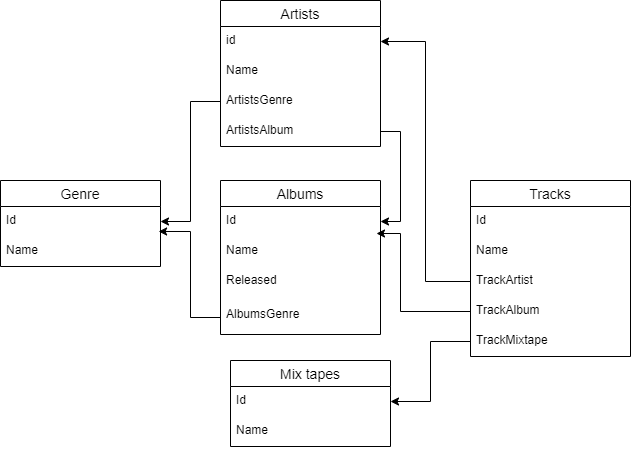 Artists
id
Name
ArtistsGenre
ArtistsAlbum
Genre
Id
Name
Albums
Id
Name
Released
AlbumsGenre
Tracks
Id
Name
TrackArtist
TrackAlbum
TrackMixtape
Mix tapes
Id
Name